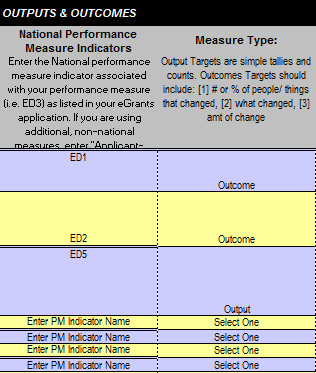 OUTPUTS & OUTCOMES
National Performance
Measure Indicators
Enter the National performance
measure indicator associated
with your performance measure
(i.e. ED3) as listed in your eGrants
application. If you are using
additional, non-national
measures, enter "Applicant-
Measure Type:
Output Targets are simple tallies and
counts. Outcomes Targets should
include: [1] # or % of people/ things
that changed, [2] what changed, [3]
amt of change
ED1
Outcome
ED2 Outcome
ED5
Output
Enter PM Indicator Name Select One
Enter PM Indicator Name Select One
Enter PM Indicator Name Select One
Enter PM Indicator Name Select One